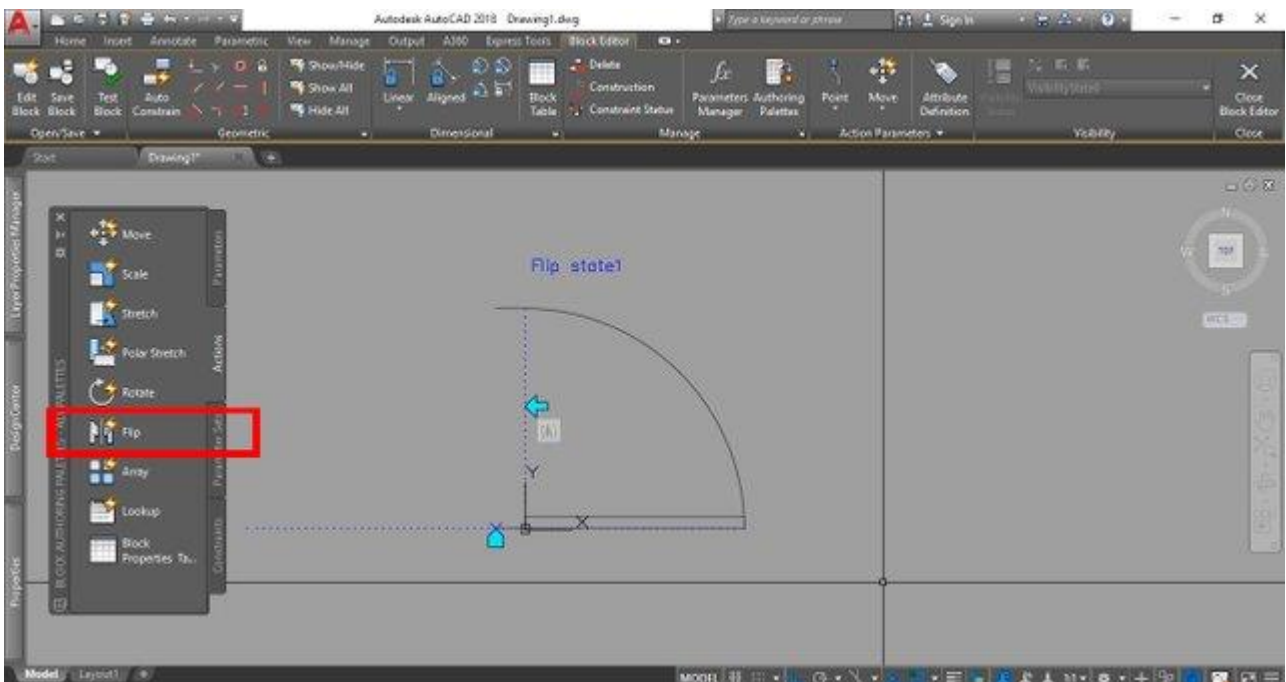 Autodesk AutoCAD 2018 Drawing1.dwg
Type a keyword or phrase
Sign In
Home Insert Annotate Parametric View Manage Output A360 Express Tools Block Editor
Edit Block
Save Block
Test Block
Auto Constrain
Show/Hide
Show All
Hide All
Linear
Aligned
Block Table
Delete
Construction
Constraint Status
Parameters Manager
Authoring Palettes
Point
Move
Attribute Definition
VisibilityState0
Close Block Editor
Open/Save
Geometric
Dimensional
Manage
Action Parameters
Visibility
Close
Start
Drawing1*
Layer Properties Manager
DesignCenter
Properties
BLOCK AUTHORING PALETTES - ALL PALETTES
Move
Scale
Stretch
Polar Stretch
Rotate
Flip
Array
Lookup
Block
Properties Ta...
Parameters
Actions
Parameter Sets
Constraints
Flip state1
Y
X
N
W
TOP
S
WCS
Model
Layout1
MODEL